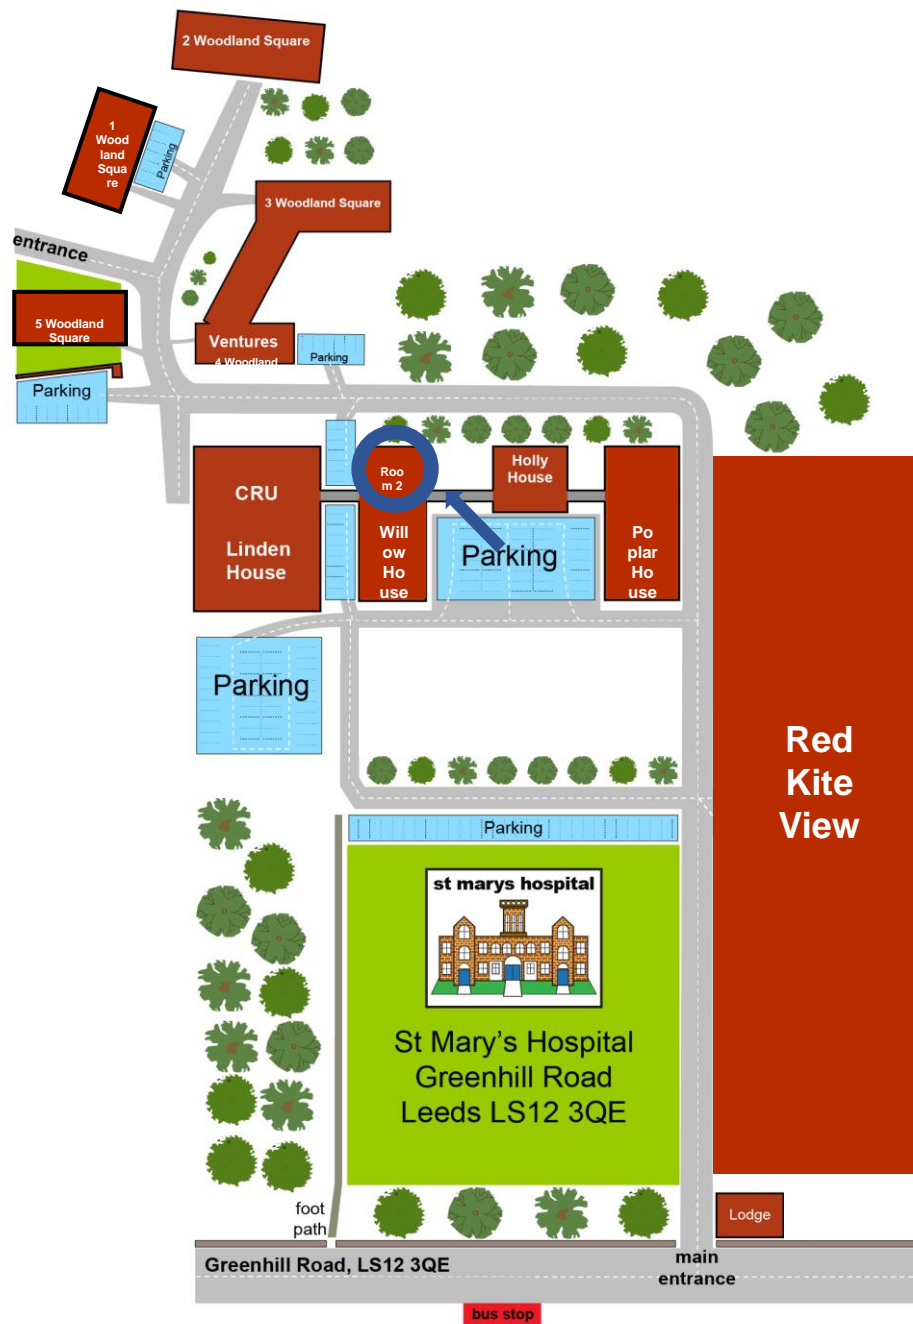 2 Woodland Square
1
Wood
land
Squa
re
Parking
3 Woodland Square
entrance
5 Woodland
Square
Ventures
4 Woodland
Parking
Parking
CRU
Linden
House
Roo
m 2
Will
ow Ho
use
Holly
House
Parking
Po
plar Ho
use
Parking
Red
Kite
View
Parking
st marys hospital
St Mary's Hospital
Greenhill Road
Leeds LS12 3QE
foot
path
Lodge
Greenhill Road, LS12 3QE
main
entrance
bus stop